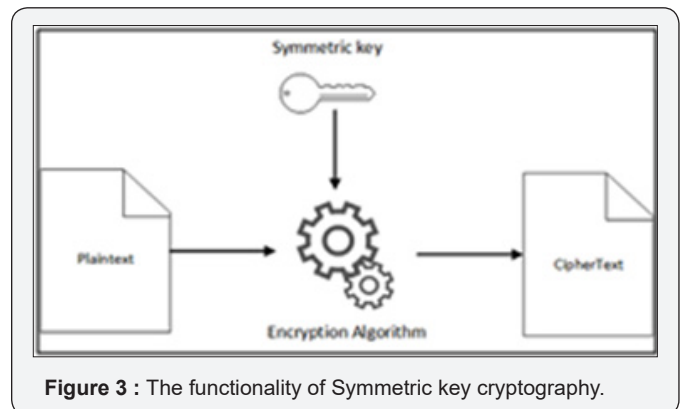 Symmetric key
Plaintext
CipherText
Encryption Algorithm
Figure 3 : The functionality of Symmetric key cryptography.